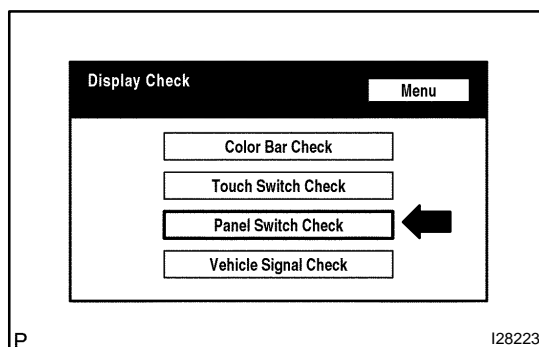 Display Check
Menu
Color Bar Check
Touch Switch Check
Panel Switch Check
Vehicle Signal Check
P
I28223